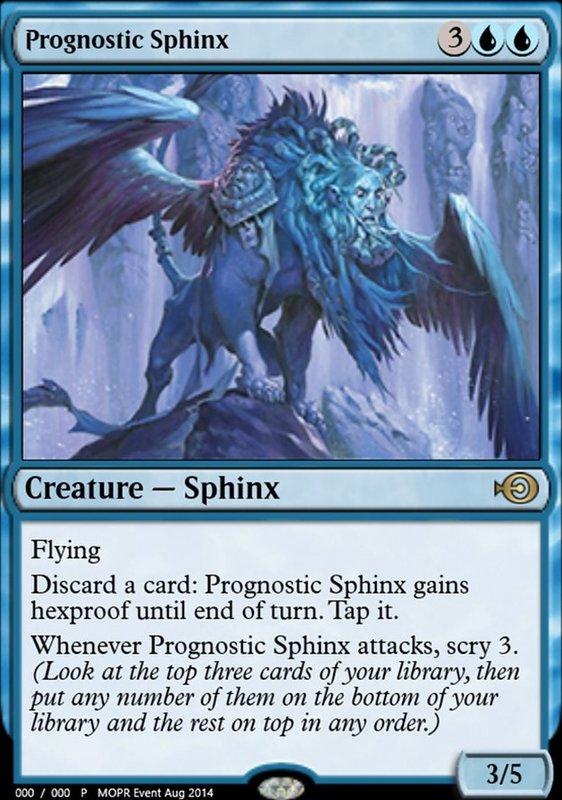 Prognostic Sphinx 3
Creature — Sphinx
Flying
Discard a card: Prognostic Sphinx gains
hexproof until end of turn. Tap it.
Whenever Prognostic Sphinx attacks, scry 3.
(Look at the top three cards of your library, then
put any number of them on the bottom of your
library and the rest on top in any order.)
3/5
000 / 000 P MOPR Event Aug 2014